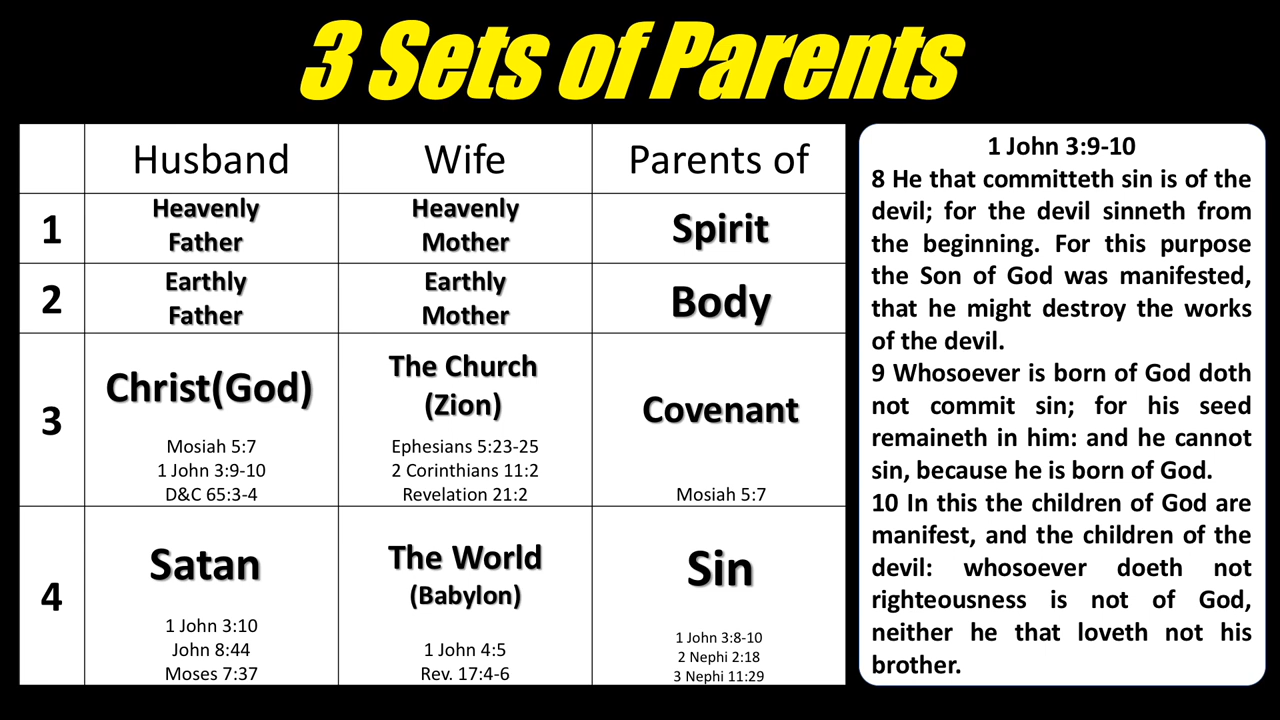 3 Sets of Parents
Husband
Wife
Parents of
1
Heavenly
Father
Heavenly
Mother
Spirit
2
Earthly
Father
Earthly
Mother
Body
3
Christ(God)
Mosiah 5:7
1 John 3:9-10
D&C 65:3-4
The Church
(Zion)
Ephesians 5:23-25
2 Corinthians 11:2
Revelation 21:2
Covenant
Mosiah 5:7
4
Satan
1 John 3:10
John 8:44
Moses 7:37
The World
(Babylon)
1 John 4:5
Rev. 17:4-6
Sin
1 John 3:8-10
2 Nephi 2:18
3 Nephi 11:29
1 John 3:9-10
8 He that committeth sin is of the
devil; for the devil sinneth from
the beginning. For this purpose
the Son of God was manifested,
that he might destroy the works
of the devil.
9 Whosoever is born of God doth
not commit sin; for his seed
remaineth in him: and he cannot
sin, because he is born of God.
10 In this the children of God are
manifest, and the children of the
devil: whosoever doeth not
righteousness is not of God,
neither he that loveth not his
brother.